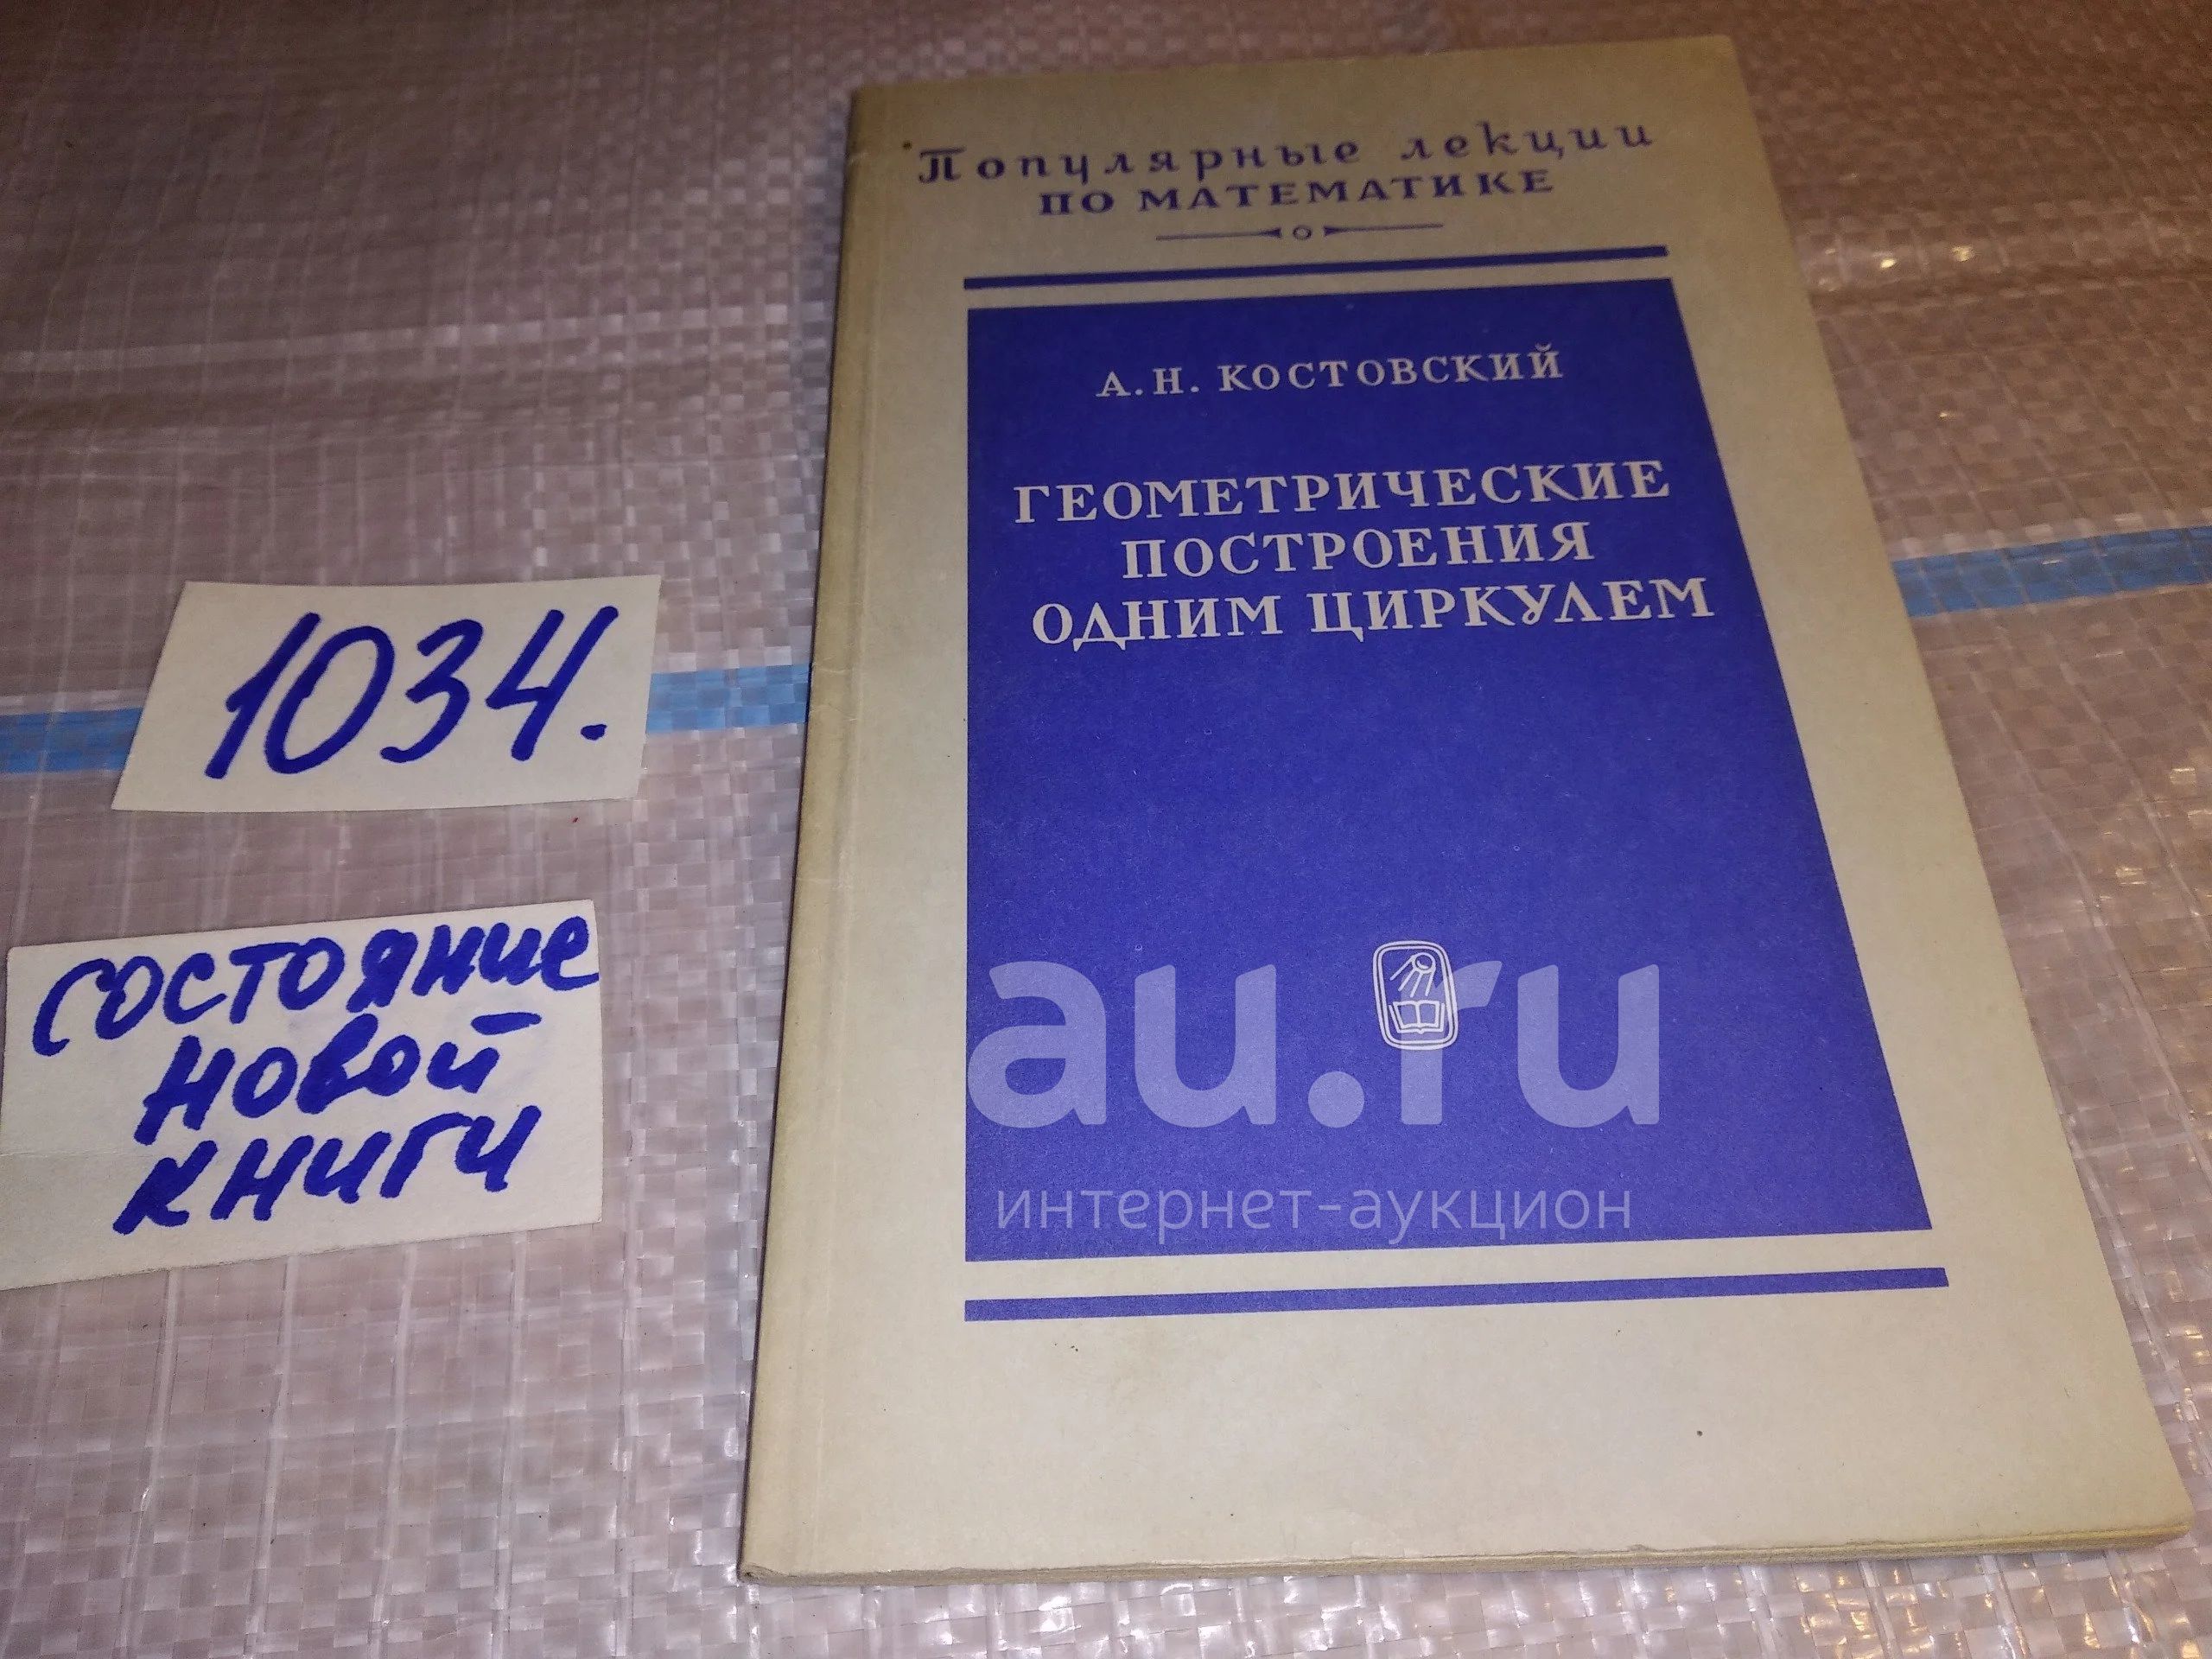 Популярные лекции
ПО МАТЕМАТИКЕ
А. Н. КОСТОВСКИЙ
ГЕОМЕТРИЧЕСКИЕ
ПОСТРОЕНИЯ
ОДНИМ ЦИРКУЛЕМ
1034.
состояние
новой
книги
au.ru
интернет-аукцион